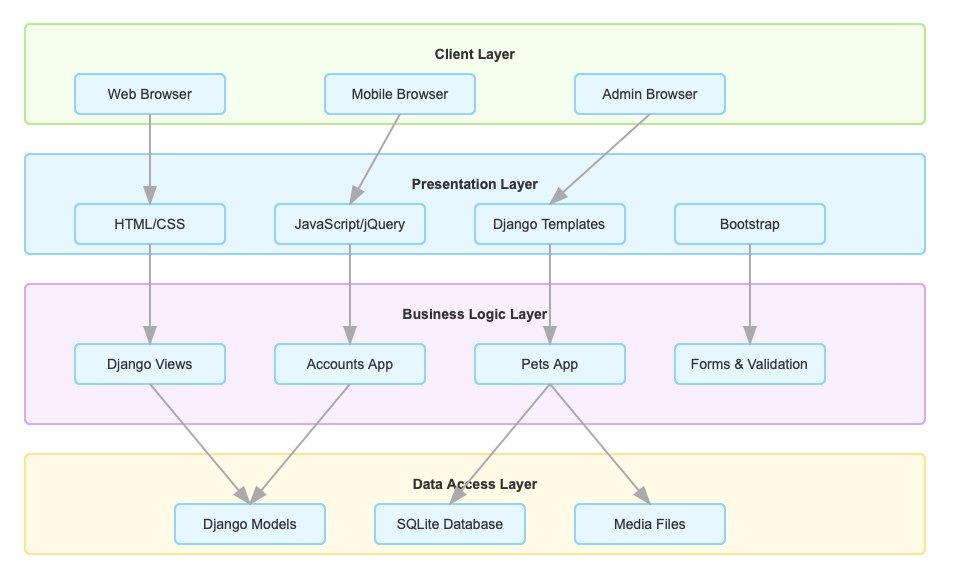 Client Layer
Web Browser
Mobile Browser
Admin Browser
Presentation Layer
HTML/CSS
JavaScript/jQuery
Django Templates
Bootstrap
Business Logic Layer
Django Views
Accounts App
Pets App
Forms & Validation
Data Access Layer
Django Models
SQLite Database
Media Files